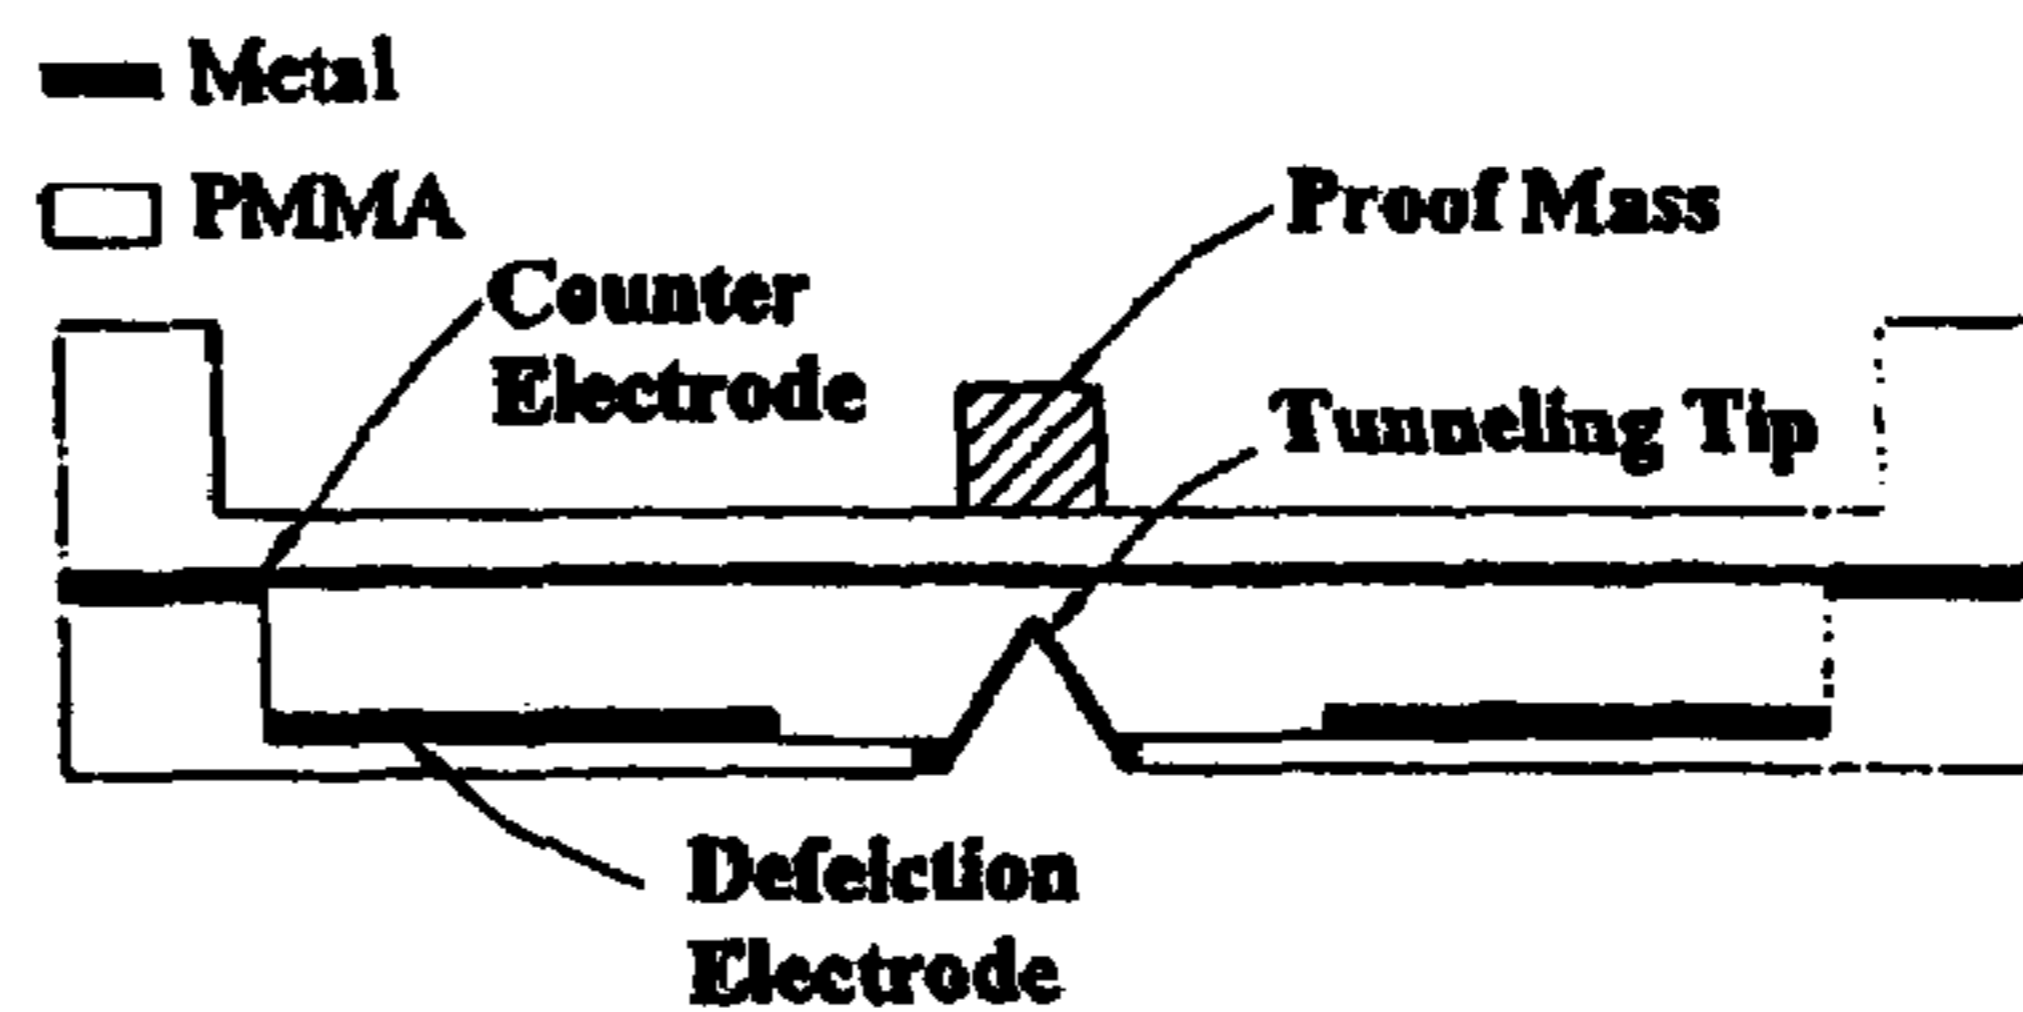 Metal
PMMA
Proof Mass
Counter
Electrode
Tunneling Tip
Defelction
Electrode